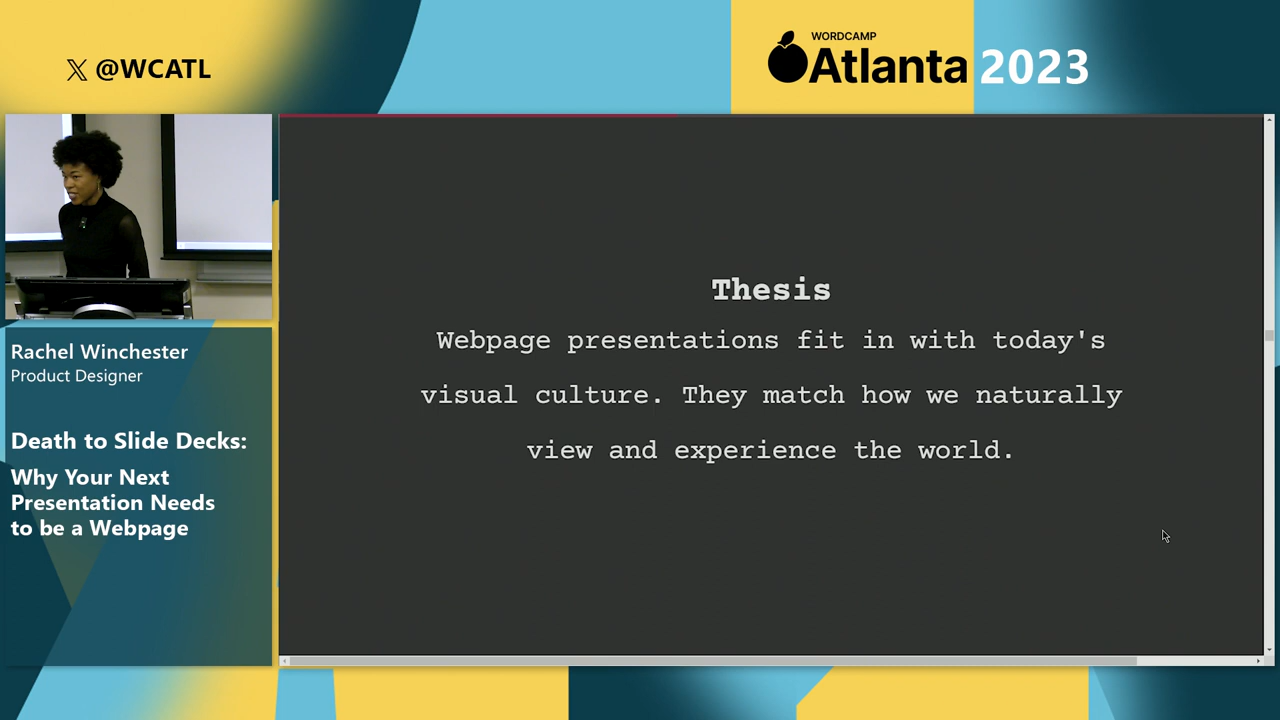 𝕏 @WCATL
WORDCAMP
Atlanta 2023
Rachel Winchester
Product Designer
Death to Slide Decks:
Why Your Next
Presentation Needs
to be a Webpage
Thesis
Webpage presentations fit in with today's
visual culture. They match how we naturally
view and experience the world.